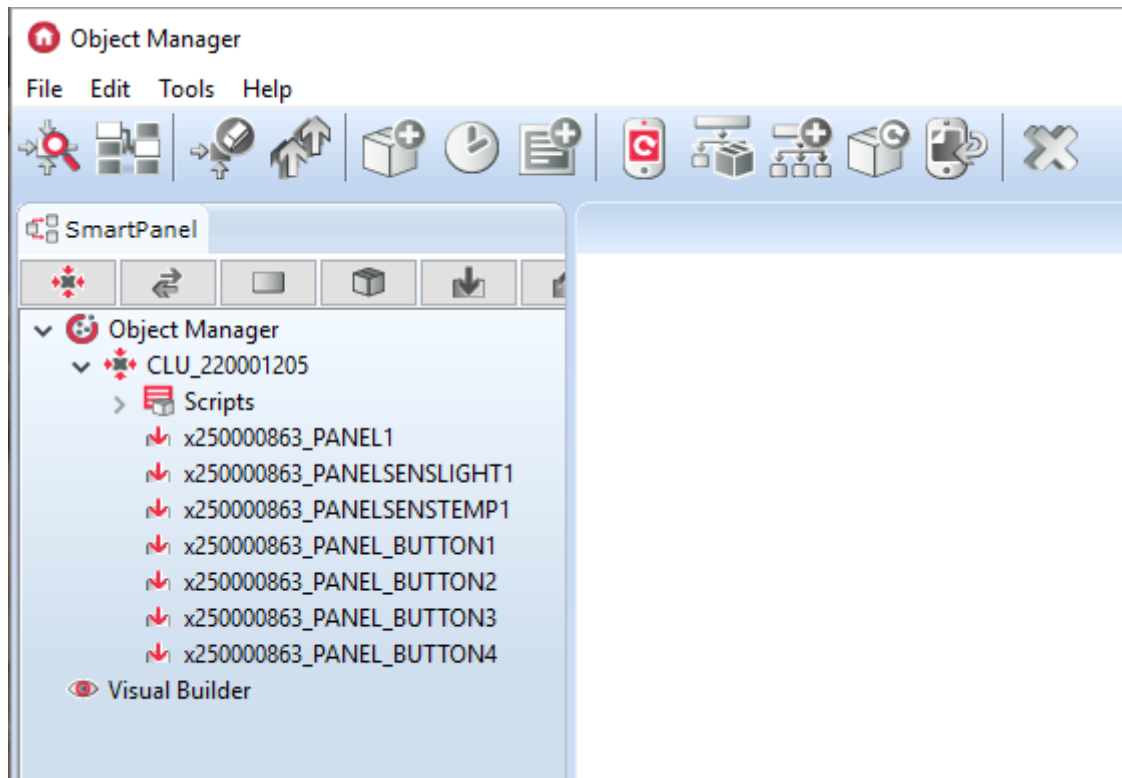 Object Manager
File Edit Tools Help
SmartPanel
Object Manager
CLU_220001205
Scripts
x250000863_PANEL1
x250000863_PANELSENSLIGHT1
x250000863_PANELSENSTEMP1
x250000863_PANEL_BUTTON1
x250000863_PANEL_BUTTON2
x250000863_PANEL_BUTTON3
x250000863_PANEL_BUTTON4
Visual Builder